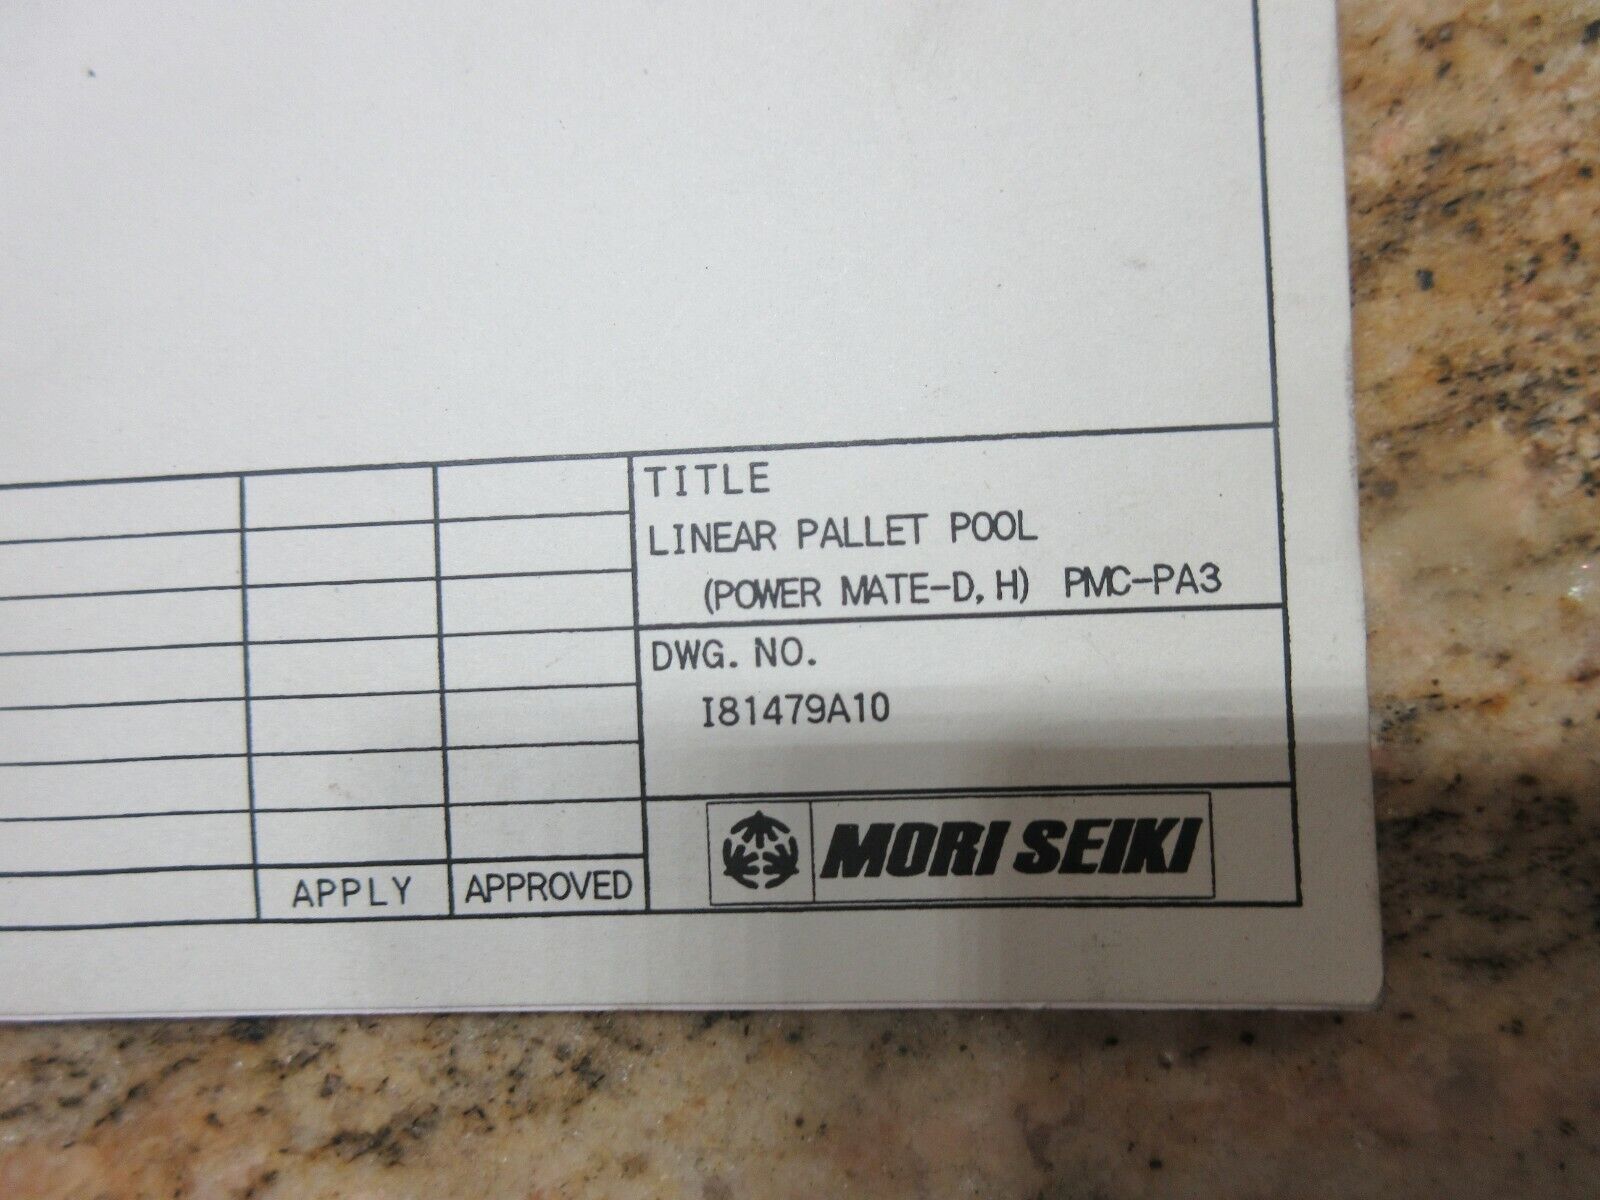 TITLE
LINEAR PALLET POOL
(POWER MATE-D, H) PMC-PA3
DWG. NO.
I81479A10
MORI SEIKI
APPLY APPROVED